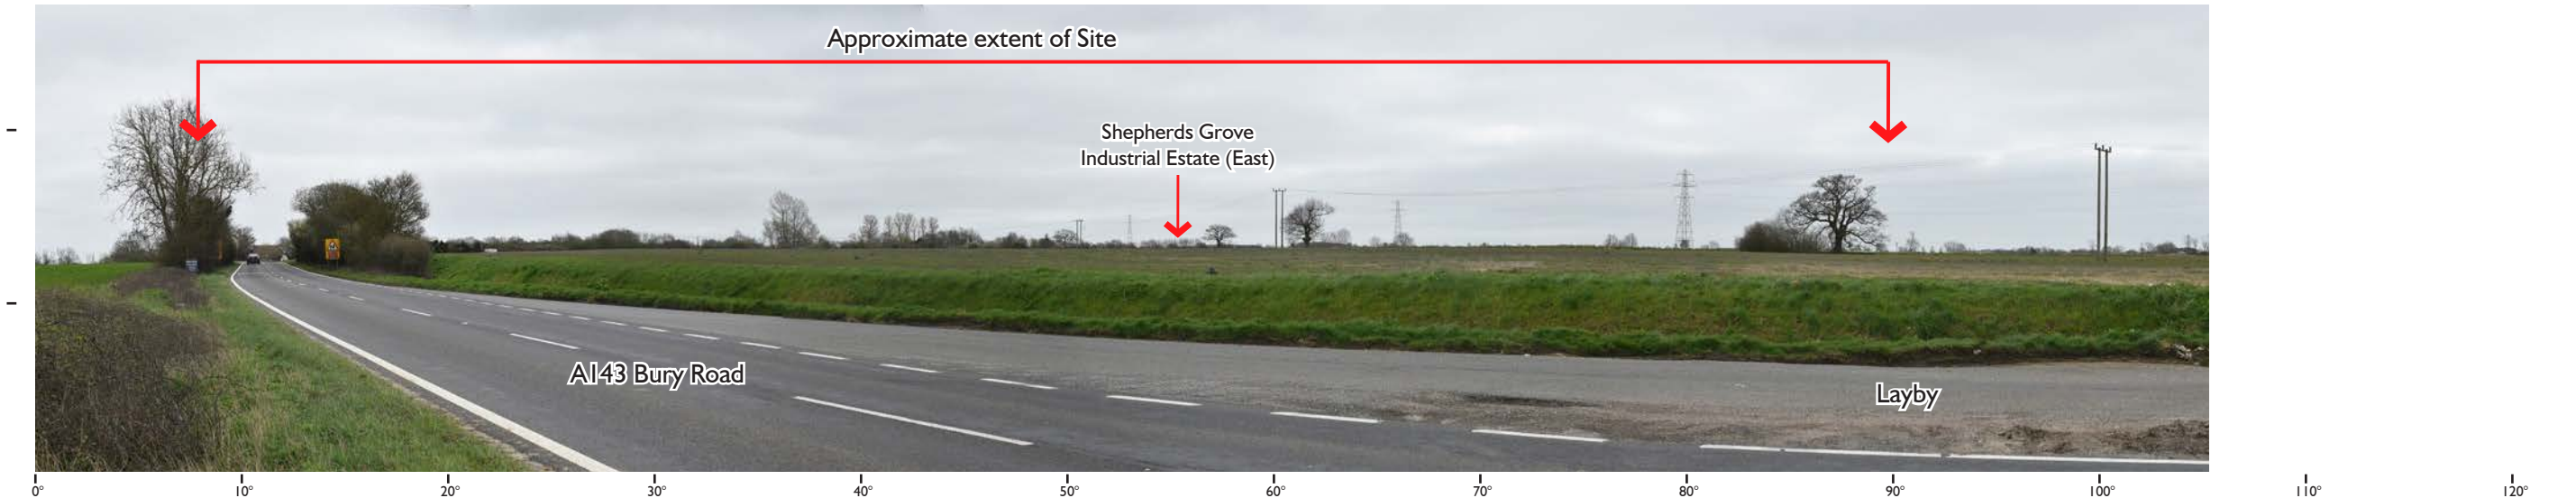 Approximate extent of Site
Shepherds Grove
Industrial Estate (East)
A143 Bury Road
Layby
0° 10° 20° 30° 40° 50° 60° 70° 80° 90° 100° 110° 120°